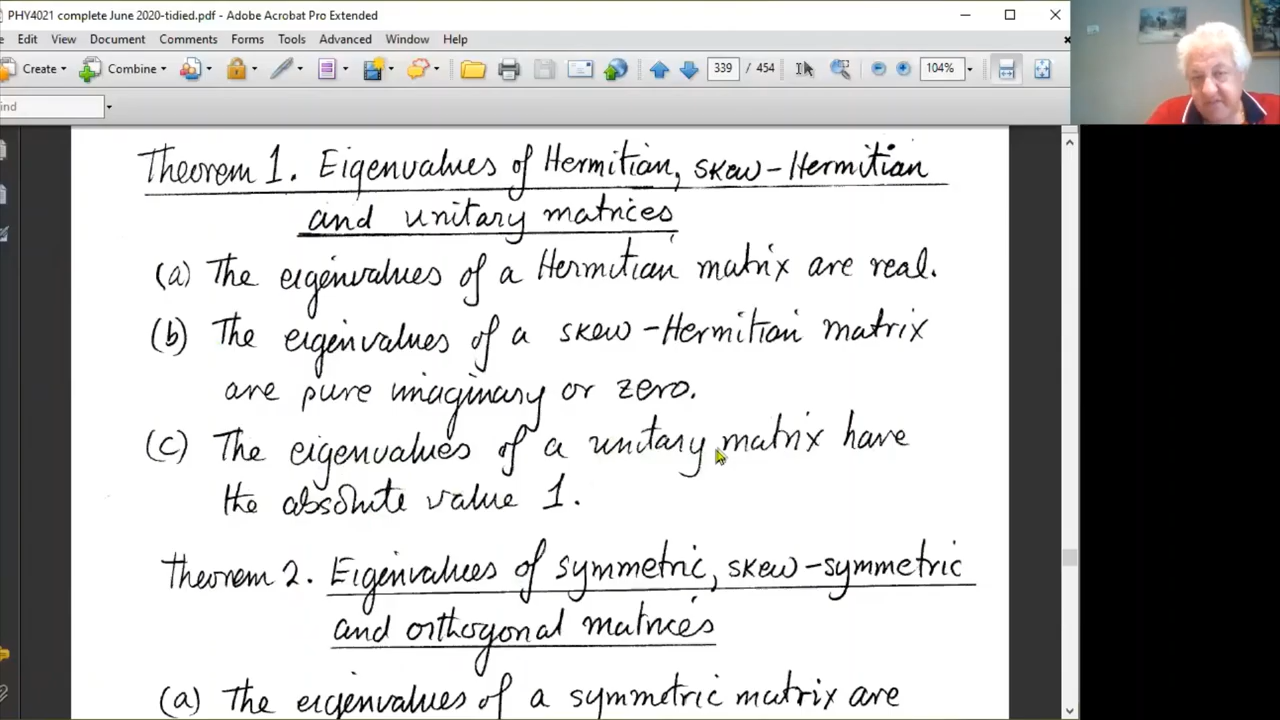 PHY4021 complete June 2020-tidied.pdf - Adobe Acrobat Pro Extended
Edit View Document Comments Forms Tools Advanced Window Help
Create Combine 339 / 454 104%
ind
Theorem 1. Eigenvalues of Hermitian, skew-Hermitian
and unitary matrices
(a) The eigenvalues of a Hermitian matrix are real.
(b) The eigenvalues of a skew-Hermitian matrix
are pure imaginary or zero.
(c) The eigenvalues of a unitary matrix have
the absolute value 1.
Theorem 2. Eigenvalues of symmetric, skew-symmetric
and orthogonal matrices
(a) The eigenvalues of a symmetric matrix are